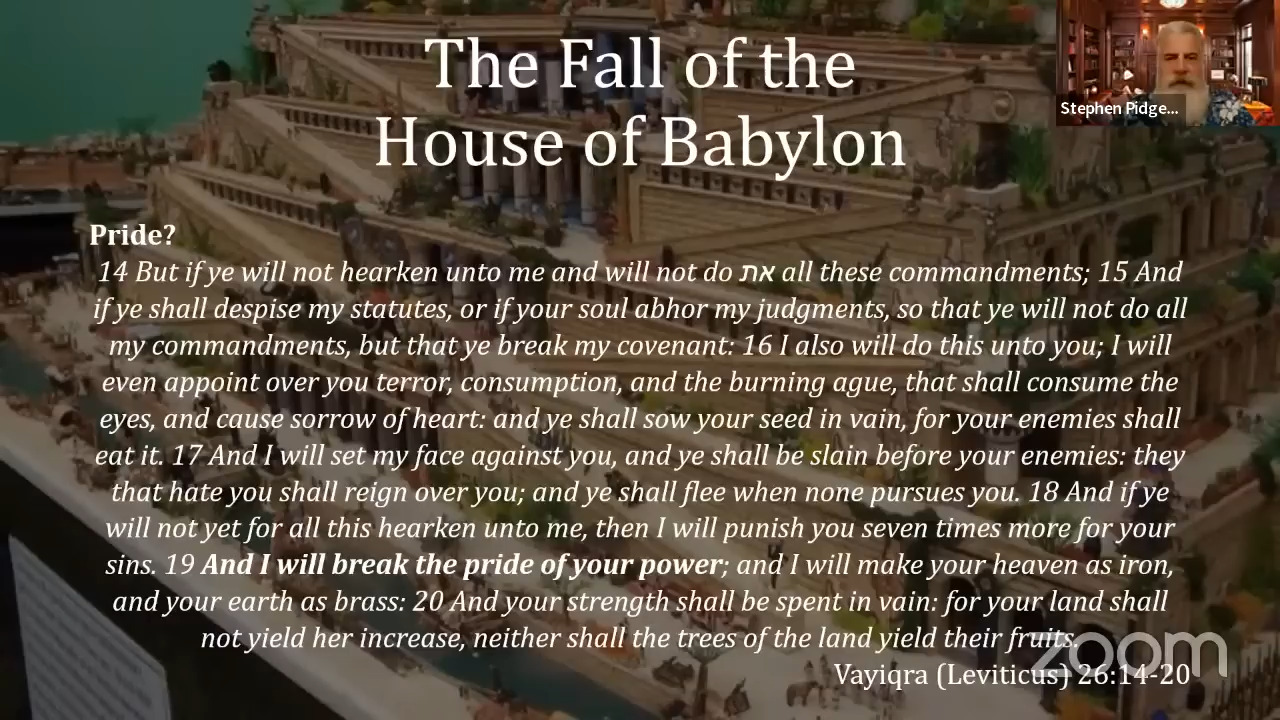 The Fall of the
House of Babylon
Stephen Pidge...
Pride?
14 But if ye will not hearken unto me and will not do את all these commandments; 15 And
if ye shall despise my statutes, or if your soul abhor my judgments, so that ye will not do all
my commandments, but that ye break my covenant: 16 I also will do this unto you; I will
even appoint over you terror, consumption, and the burning ague, that shall consume the
eyes, and cause sorrow of heart: and ye shall sow your seed in vain, for your enemies shall
eat it. 17 And I will set my face against you, and ye shall be slain before your enemies: they
that hate you shall reign over you; and ye shall flee when none pursues you. 18 And if ye
will not yet for all this hearken unto me, then I will punish you seven times more for your
sins. 19 And I will break the pride of your power; and I will make your heaven as iron,
and your earth as brass: 20 And your strength shall be spent in vain: for your land shall
not yield her increase, neither shall the trees of the land yield their fruits.
zoom
Vayiqra (Leviticus) 26:14-20